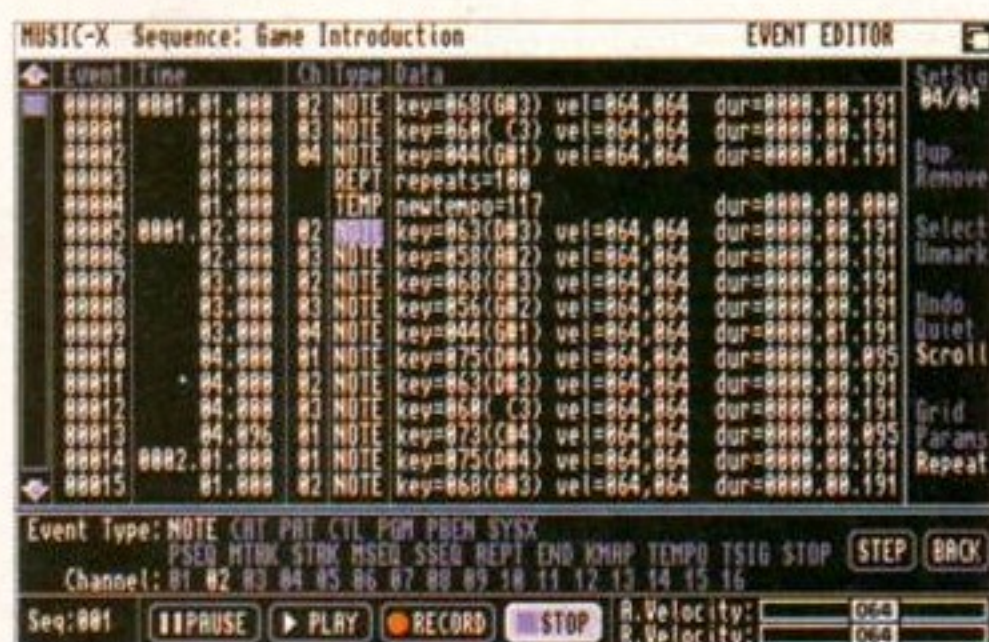 MUSIC-X Sequence: Game Introduction EVENT EDITOR
Event Time Ch Type Data SetSig
00000 0001.01.000 02 NOTE key=068(G#3) vel=064,064 dur=0000.00.191 04/04
00001 01.000 03 NOTE key=060( C3) vel=064,064 dur=0000.00.191
00002 01.000 04 NOTE key=044(G#1) vel=064,064 dur=0000.01.191 Dup
00003 01.000 REPT repeats=100 Remove
00004 01.000 TEMP newtempo=117 dur=0000.00.000
00005 0001.02.000 02 key=063(D#3) vel=064,064 dur=0000.00.191 Select
00006 02.000 03 NOTE key=058(A#2) vel=064,064 dur=0000.00.191 Unmark
00007 03.000 02 NOTE key=068(G#3) vel=064,064 dur=0000.00.191
00008 03.000 03 NOTE key=056(G#2) vel=064,064 dur=0000.00.191 Undo
00009 03.000 04 NOTE key=044(G#1) vel=064,064 dur=0000.01.191 Quiet
00010 04.000 01 NOTE key=075(D#4) vel=064,064 dur=0000.00.095 Scroll
00011 04.000 02 NOTE key=063(D#3) vel=064,064 dur=0000.00.191
00012 04.000 03 NOTE key=060( C3) vel=064,064 dur=0000.00.191 Grid
00013 04.096 01 NOTE key=073(C#4) vel=064,064 dur=0000.00.095 Params
00014 0002.01.000 01 NOTE key=075(D#4) vel=064,064 dur=0000.00.191 Repeat
00015 01.000 02 NOTE key=068(G#3) vel=064,064 dur=0000.00.191
Event Type: NOTE CAT PAT CTL PGM PBEN SYSX
PSEQ MTRK STRK MSEQ SSEQ REPT END KMAP TEMPO TSIG STOP STEP BACK
Channel: 01 02 03 04 05 06 07 08 09 10 11 12 13 14 15 16
Seq:001 PAUSE PLAY RECORD STOP A.Velocity: 064
R.Velocity: 064